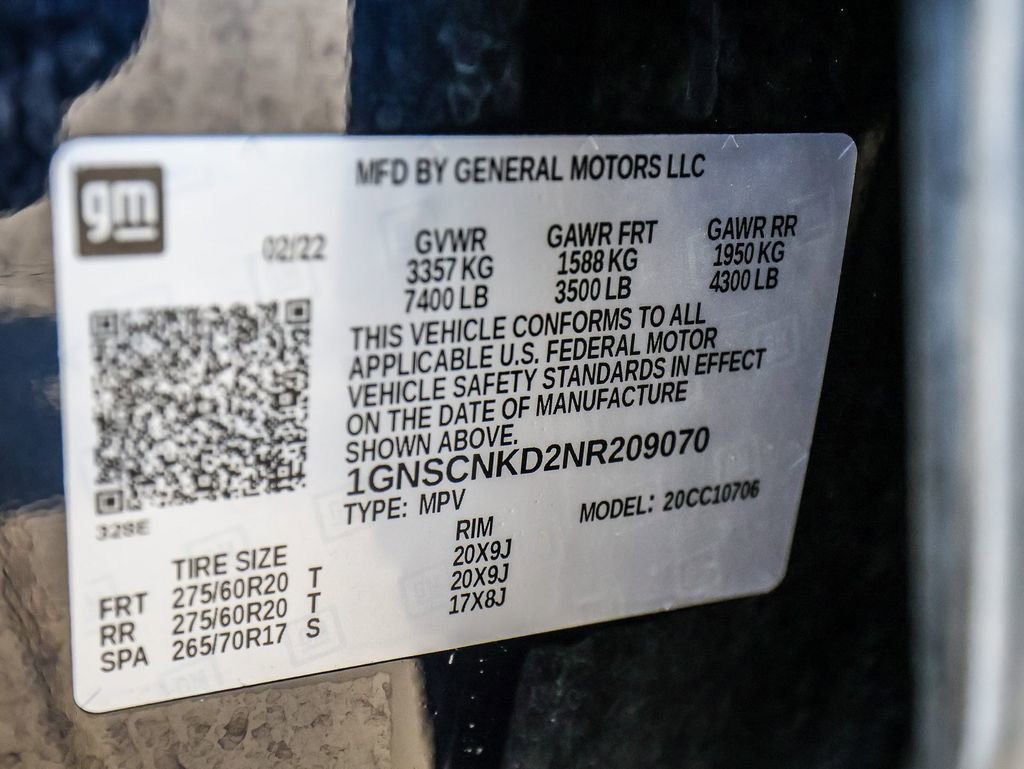 gm
MFD BY GENERAL MOTORS LLC
02/22
GVWR GAWR FRT GAWR RR
3357 KG 1588 KG 1950 KG
7400 LB 3500 LB 4300 LB
THIS VEHICLE CONFORMS TO ALL
APPLICABLE U.S. FEDERAL MOTOR
VEHICLE SAFETY STANDARDS IN EFFECT
ON THE DATE OF MANUFACTURE
SHOWN ABOVE.
1GNSCNKD2NR209070
TYPE: MPV MODEL: 20CC10706
328E
TIRE SIZE RIM
FRT 275/60R20 T 20X9J
RR 275/60R20 T 20X9J
SPA 265/70R17 S 17X8J